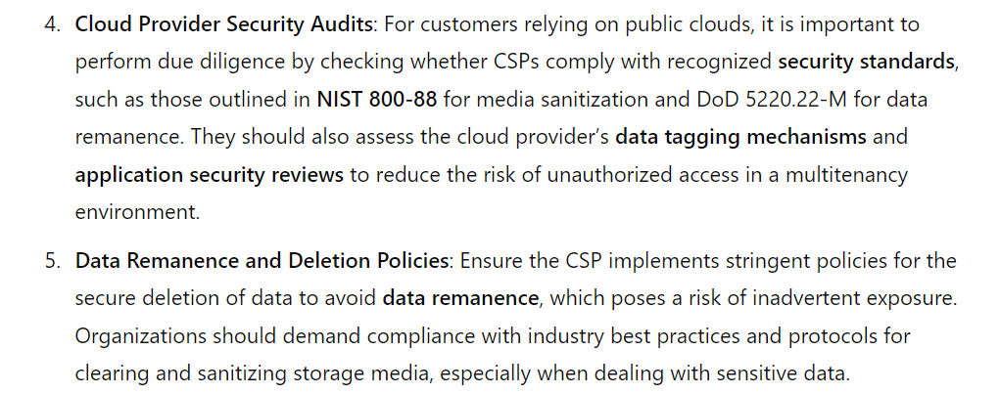 4. Cloud Provider Security Audits: For customers relying on public clouds, it is important to
perform due diligence by checking whether CSPs comply with recognized security standards,
such as those outlined in NIST 800-88 for media sanitization and DoD 5220.22-M for data
remanence. They should also assess the cloud provider’s data tagging mechanisms and
application security reviews to reduce the risk of unauthorized access in a multitenancy
environment.
5. Data Remanence and Deletion Policies: Ensure the CSP implements stringent policies for the
secure deletion of data to avoid data remanence, which poses a risk of inadvertent exposure.
Organizations should demand compliance with industry best practices and protocols for
clearing and sanitizing storage media, especially when dealing with sensitive data.